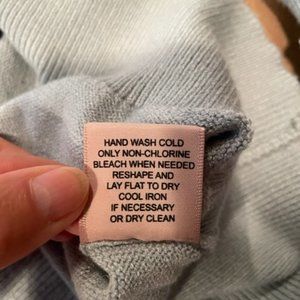 HAND WASH COLD
ONLY NON-CHLORINE
BLEACH WHEN NEEDED
RESHAPE AND
LAY FLAT TO DRY
COOL IRON
IF NECESSARY
OR DRY CLEAN